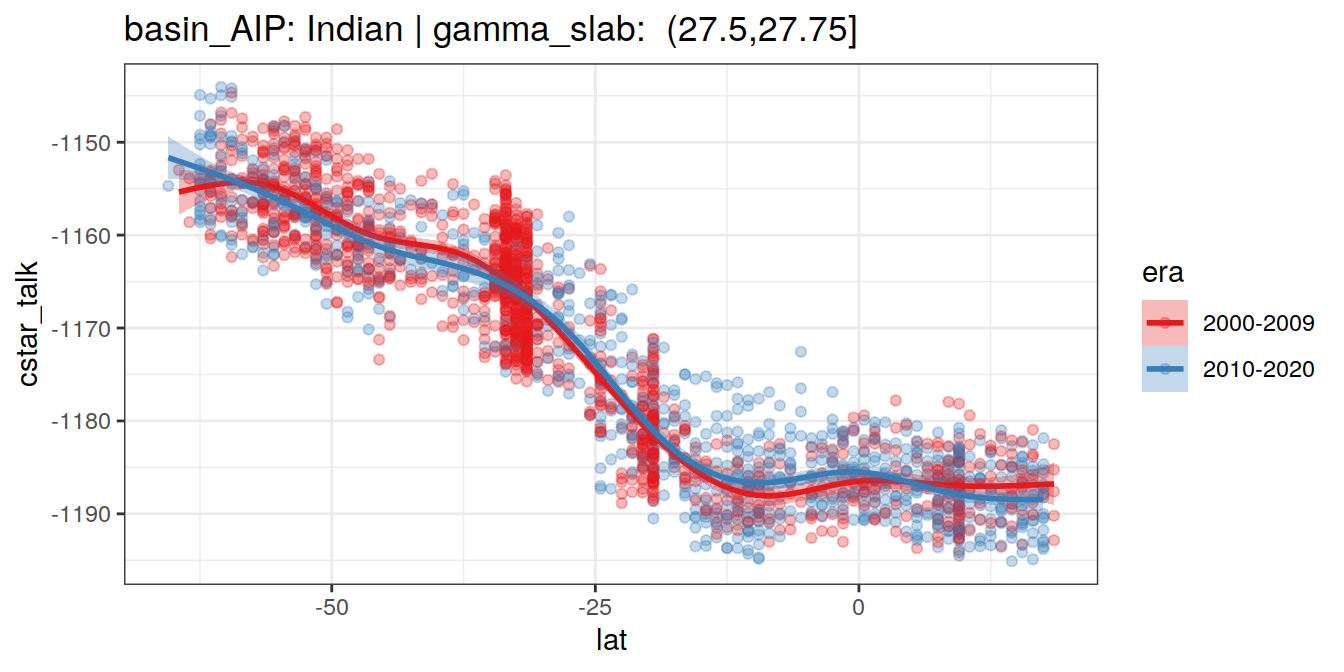 basin_AIP: Indian | gamma_slab:  (27.5,27.75]
-1150
-1160
-1170
-1180
-1190
cstar_talk
-50
-25
0
lat
era
2000-2009
2010-2020